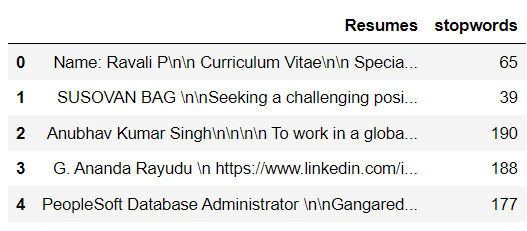 Resumes stopwords
0 Name: Ravali P\n\n Curriculum Vitae\n\n Specia... 65
1 SUSOVAN BAG \n\nSeeking a challenging posi... 39
2 Anubhav Kumar Singh\n\n\n\n To work in a globa... 190
3 G. Ananda Rayudu \n https://www.linkedin.com/i... 188
4 PeopleSoft Database Administrator \n\nGangared... 177